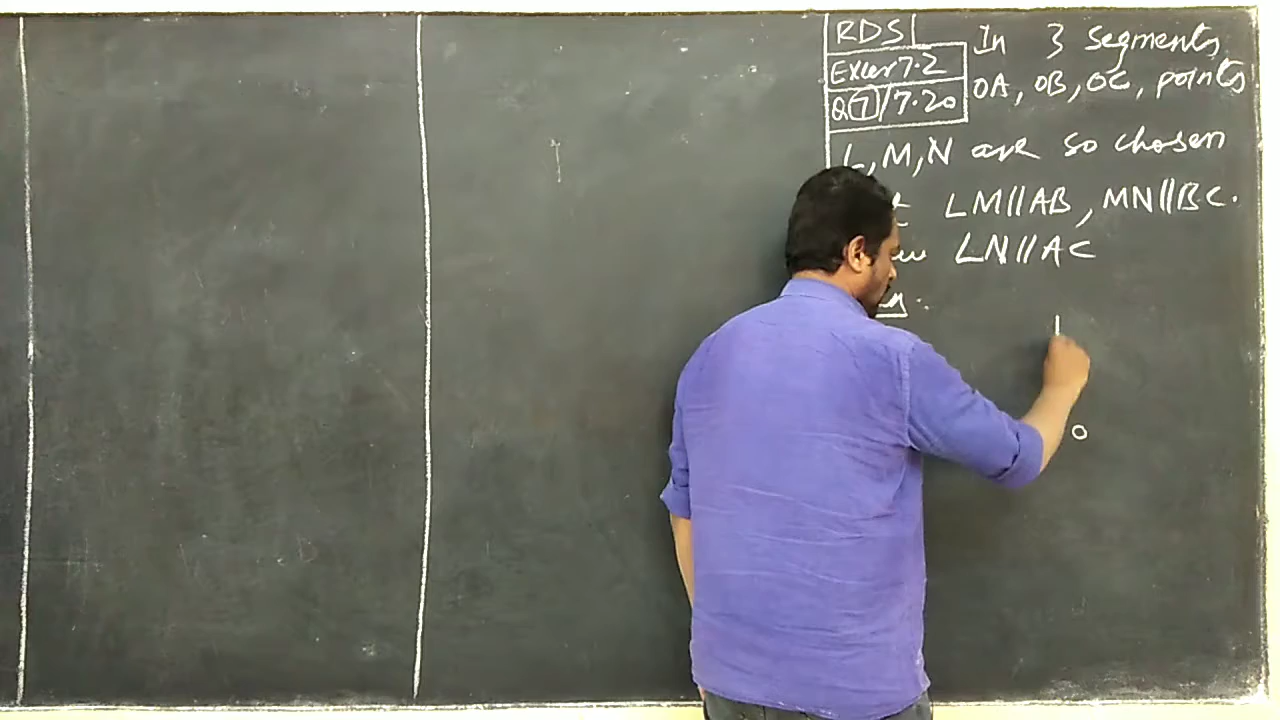 RDS
Exer 7.2
Q 7 / 7.20
In 3 segments
OA, OB, OC, points
L, M, N are so chosen
LM||AB, MN||BC.
LN||AC
O